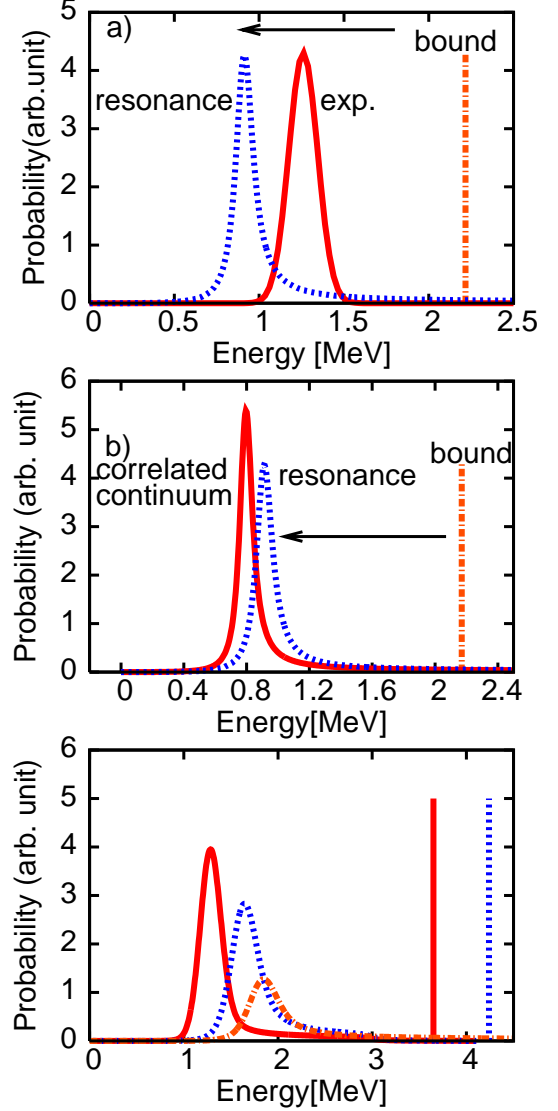 a)
bound
resonance
exp.
Probability(arb.unit)
5
4
3
2
1
0
0 0.5 1 1.5 2 2.5
Energy [MeV]
b)
correlated
continuum
resonance
bound
Probability (arb. unit)
6
5
4
3
2
1
0
0 0.4 0.8 1.2 1.6 2 2.4
Energy[MeV]
Probability (arb. unit)
6
5
4
3
2
1
0
0 1 2 3 4
Energy[MeV]